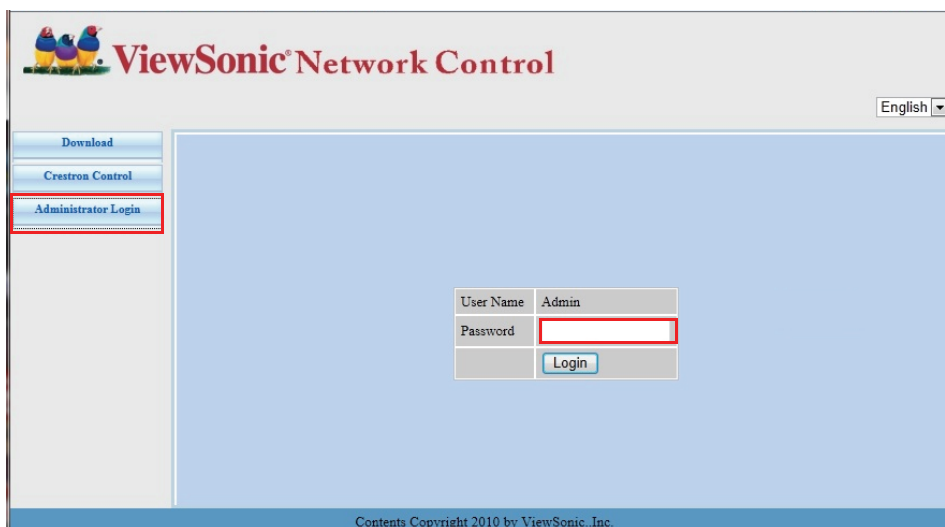 ViewSonic® Network Control
English
Download
Crestron Control
Administrator Login
User Name Admin
Password
Login
Contents Copyright 2010 by ViewSonic..Inc.